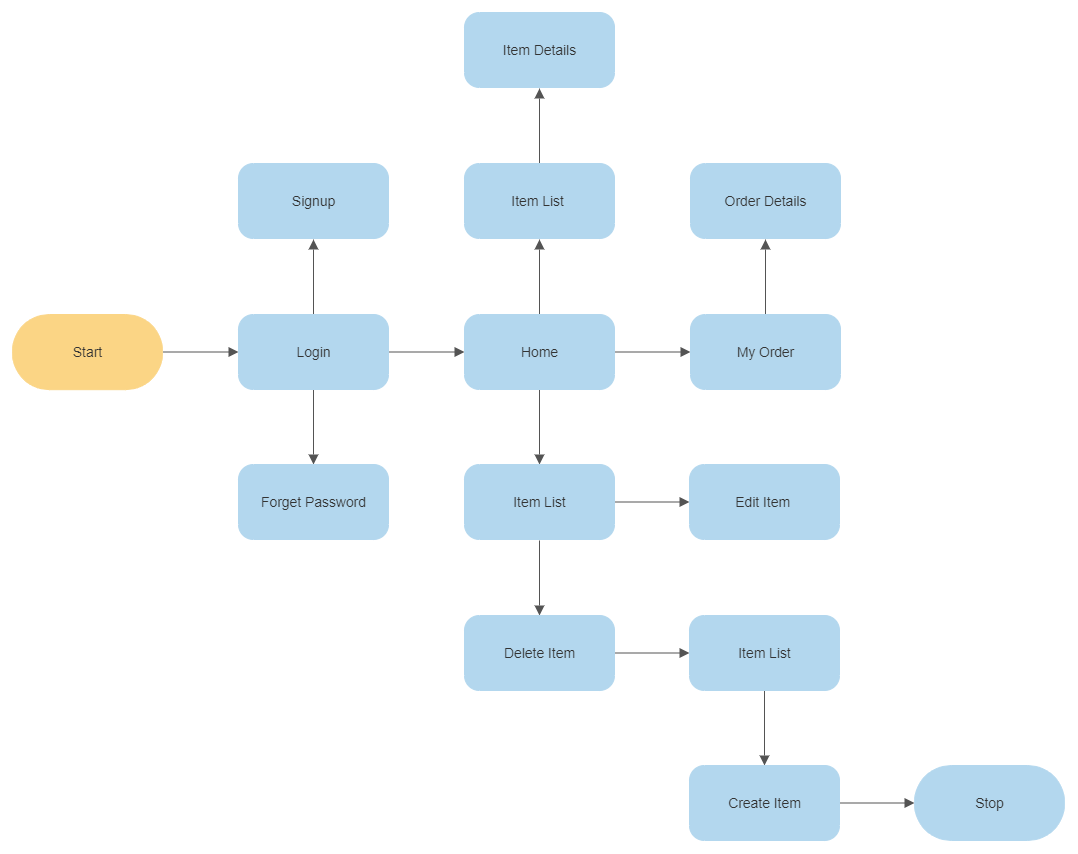 Item Details
Signup
Item List
Order Details
Start
Login
Home
My Order
Forget Password
Item List
Edit Item
Delete Item
Item List
Create Item
Stop